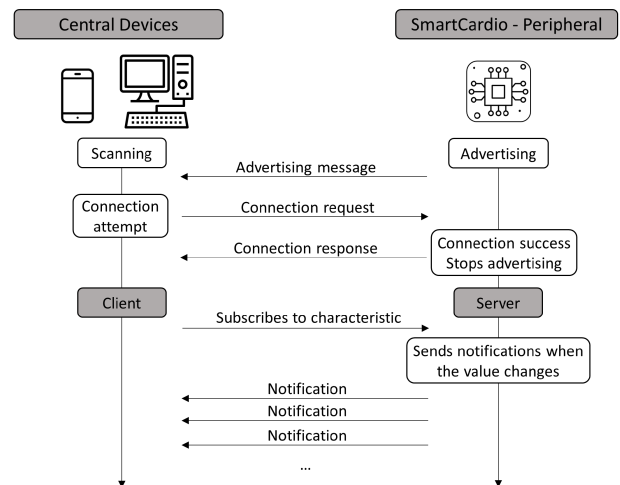 Central Devices
SmartCardio - Peripheral
Scanning
Advertising
Advertising message
Connection
attempt
Connection request
Connection response
Connection success
Stops advertising
Client
Server
Subscribes to characteristic
Sends notifications when
the value changes
Notification
Notification
Notification
...